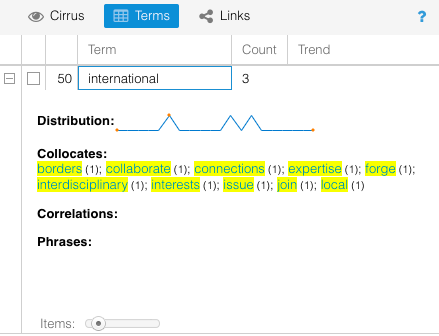 Cirrus Terms Links ?
Term Count Trend
50 international 3
Distribution:
Collocates:
borders (1); collaborate (1); connections (1); expertise (1); forge (1);
interdisciplinary (1); interests (1); issue (1); join (1); local (1)
Correlations:
Phrases:
Items: